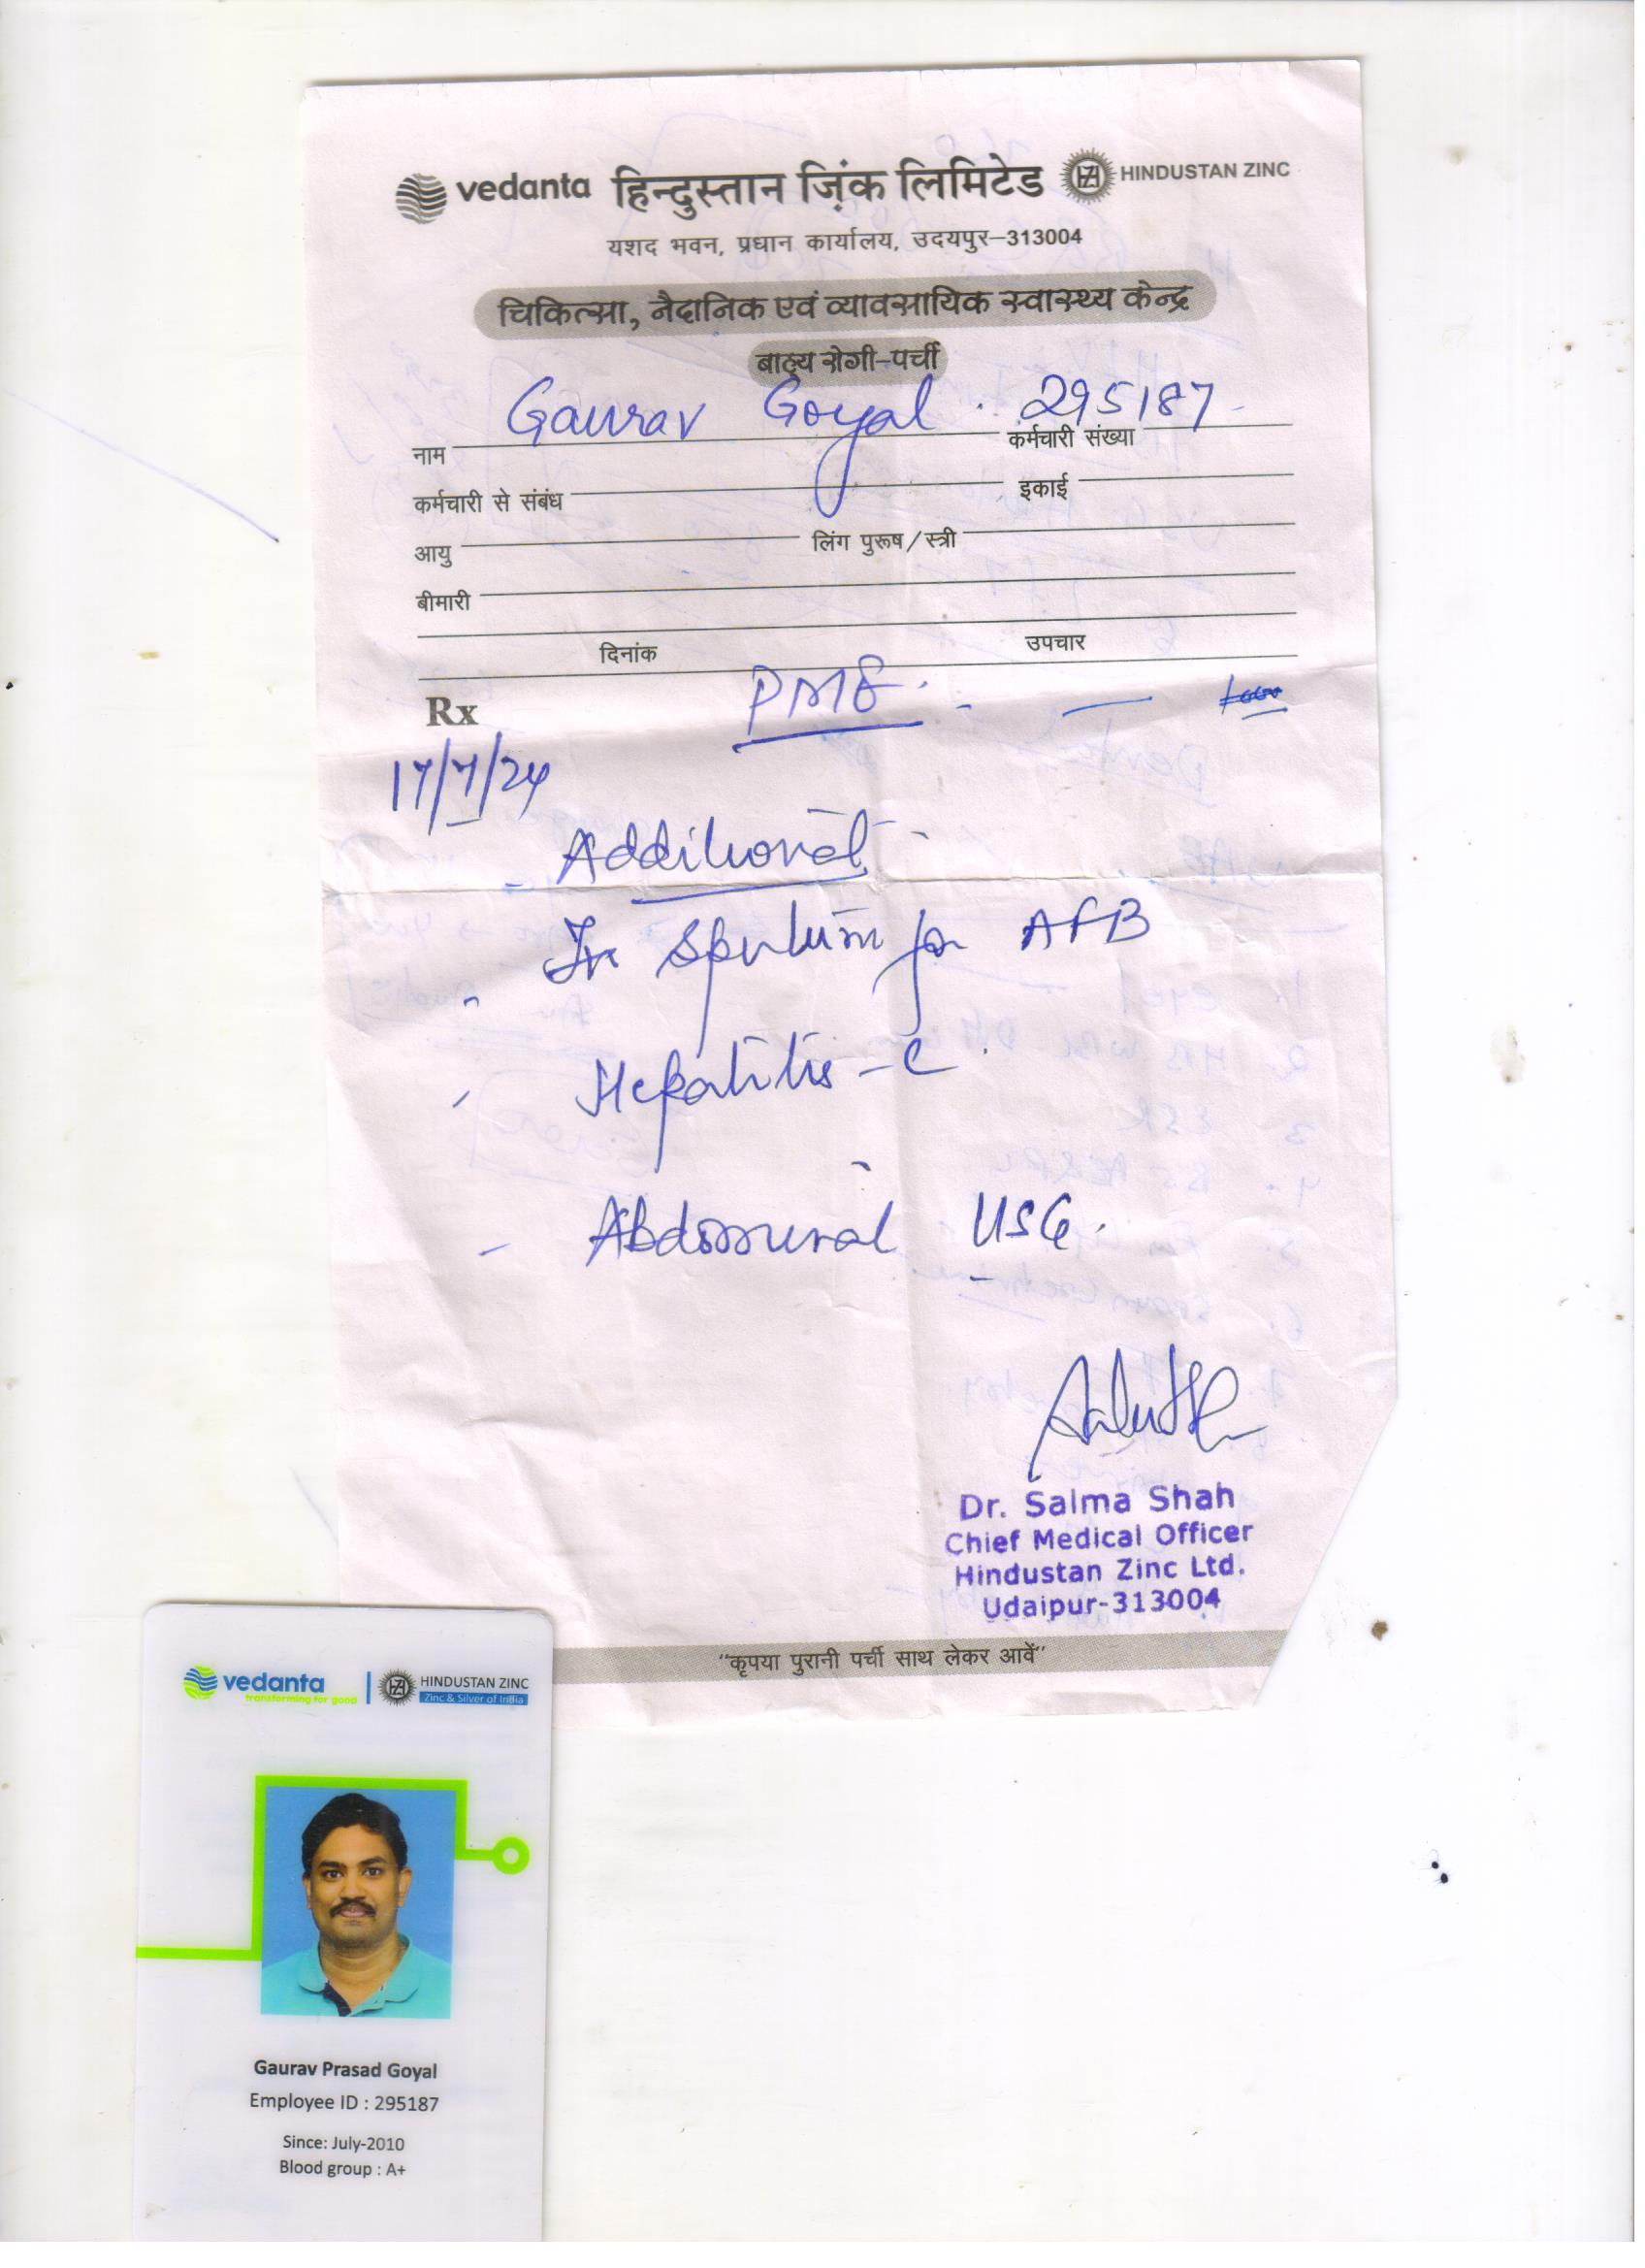 vedanta हिन्दुस्तान ज़िंक लिमिटेड HINDUSTAN ZINC
यशद भवन, प्रधान कार्यालय, उदयपुर–313004
चिकित्सा, नैदानिक एवं व्यावसायिक स्वास्थ्य केन्द्र
बाह्य रोगी-पर्ची
नाम Gaurav Goyal कर्मचारी संख्या 295187
कर्मचारी से संबंध इकाई
आयु लिंग पुरूष/स्त्री
बीमारी
दिनांक उपचार
Rx PME
17/7/24
Additional
- Sputum for AFB
- Hepatitis - C
- Abdominal USG.
Dr. Salma Shah
Chief Medical Officer
Hindustan Zinc Ltd.
Udaipur-313004
"कृपया पुरानी पर्ची साथ लेकर आवें"
vedanta
transforming for good
HINDUSTAN ZINC
Zinc & Silver of India
Gaurav Prasad Goyal
Employee ID : 295187
Since: July-2010
Blood group : A+